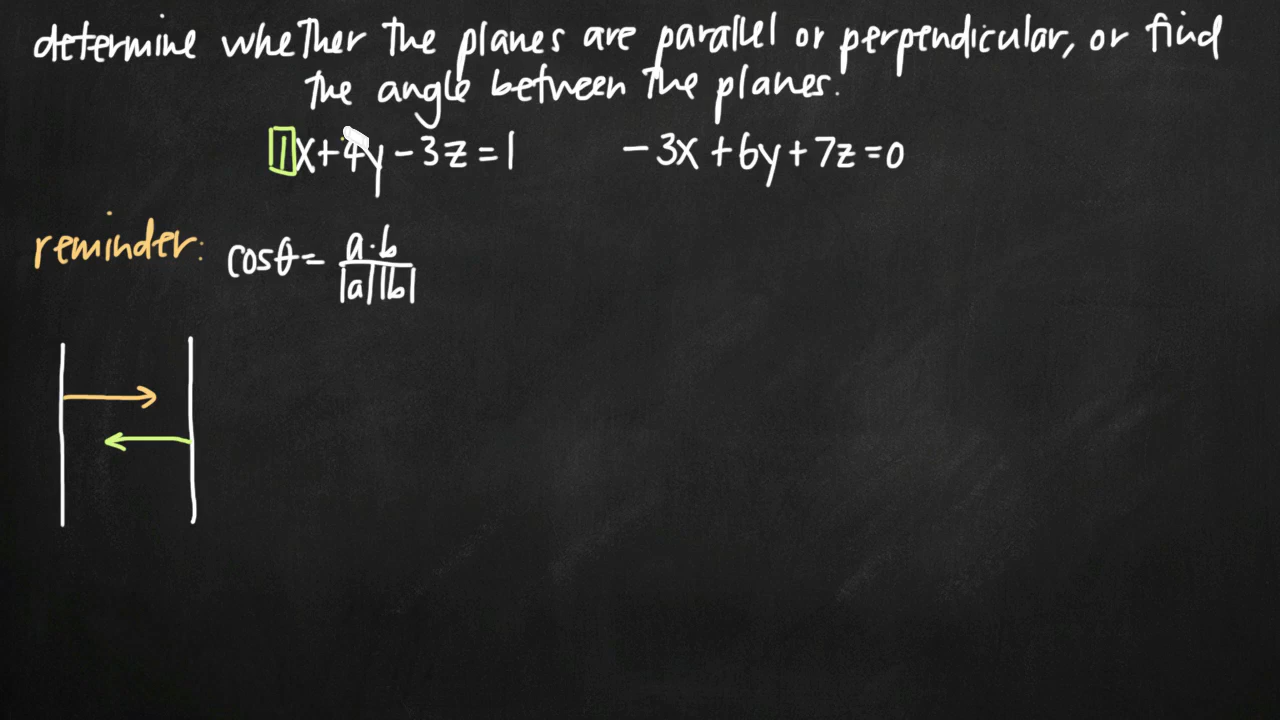 determine whether the planes are parallel or perpendicular, or find
the angle between the planes.
1x+4y-3z=1 -3x+6y+7z=0
reminder: cosθ= a·b
|a||b|